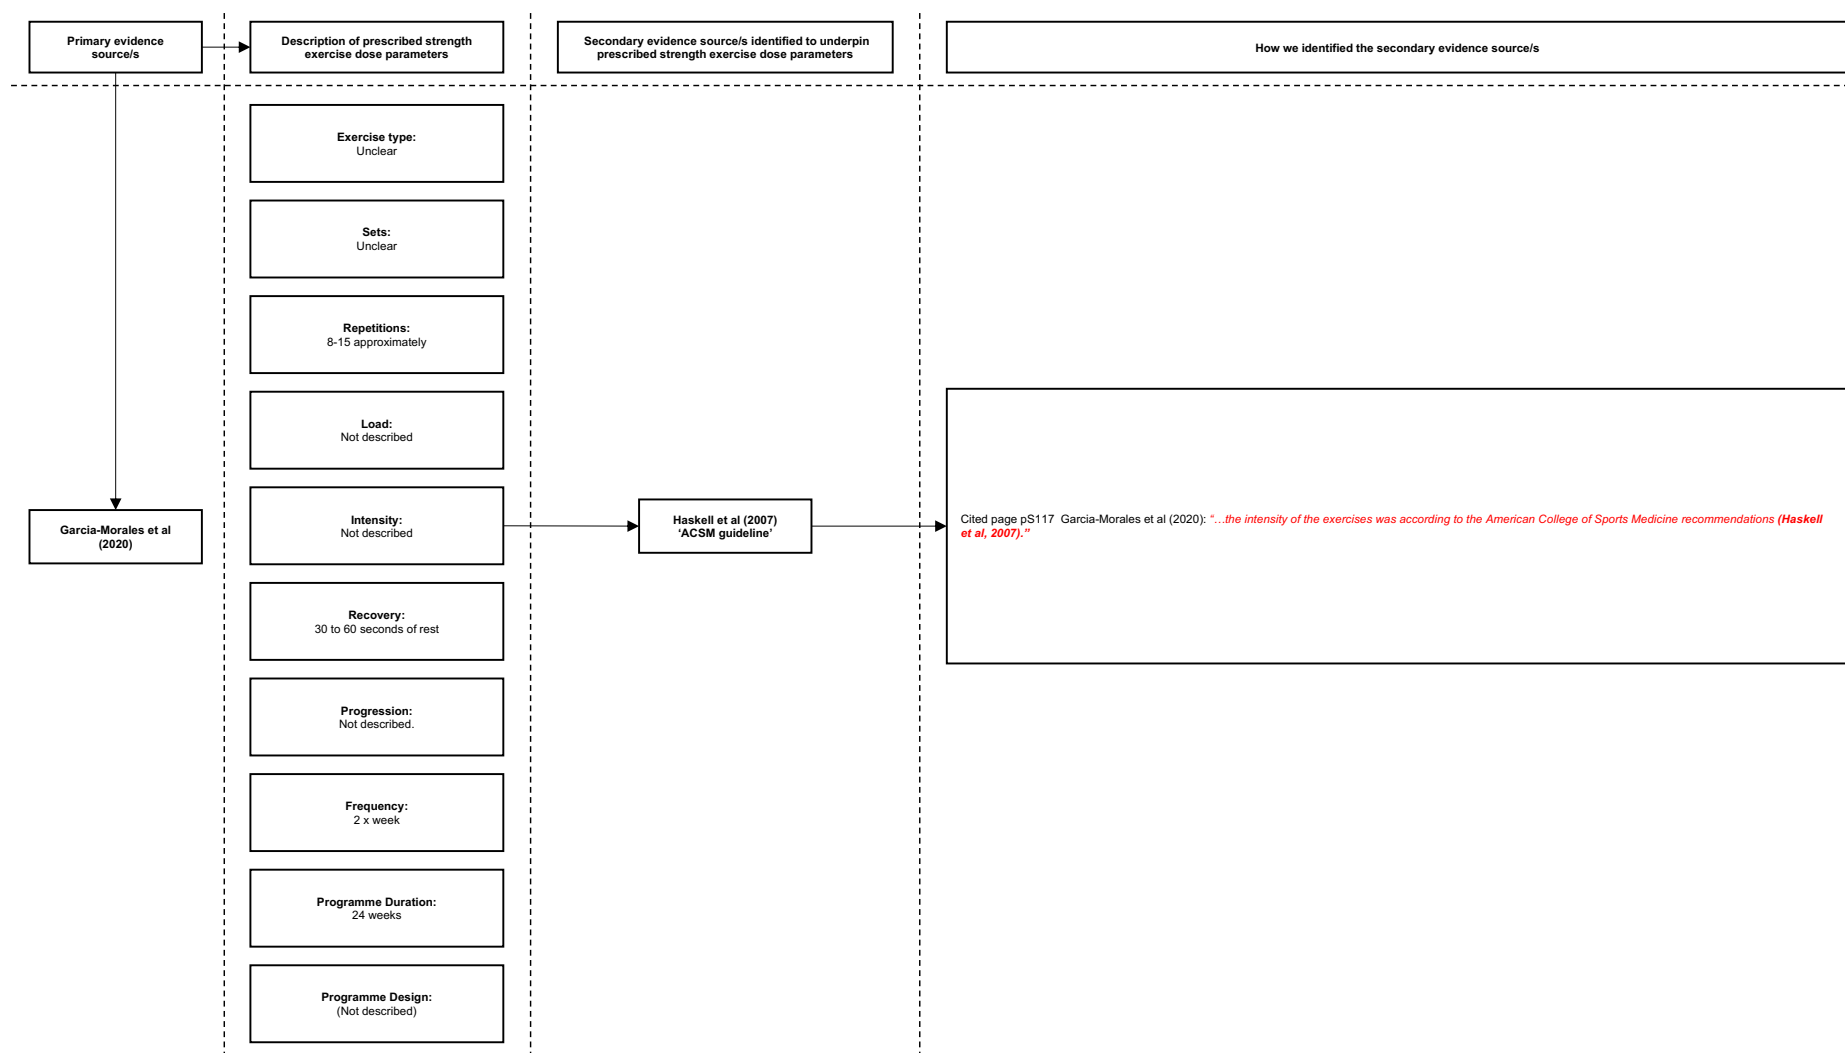 Primary evidence
source/s
Description of prescribed strength
exercise dose parameters
Secondary evidence source/s identified to underpin
prescribed strength exercise dose parameters
How we identified the secondary evidence source/s
Exercise type:
Unclear
Sets:
Unclear
Repetitions:
8-15 approximately
Load:
Not described
Garcia-Morales et al
(2020)
Intensity:
Not described
Haskell et al (2007)
‘ACSM guideline’
Cited page pS117 Garcia-Morales et al (2020): “…the intensity of the exercises was according to the American College of Sports Medicine recommendations (Haskell
et al, 2007).”
Recovery:
30 to 60 seconds of rest
Progression:
Not described.
Frequency:
2 x week
Programme Duration:
24 weeks
Programme Design:
(Not described)